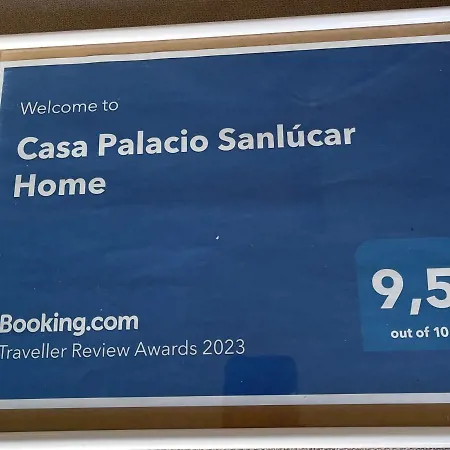 Welcome to
Casa Palacio Sanlúcar
Home
9,5
out of 10
Booking.com
Traveller Review Awards 2023